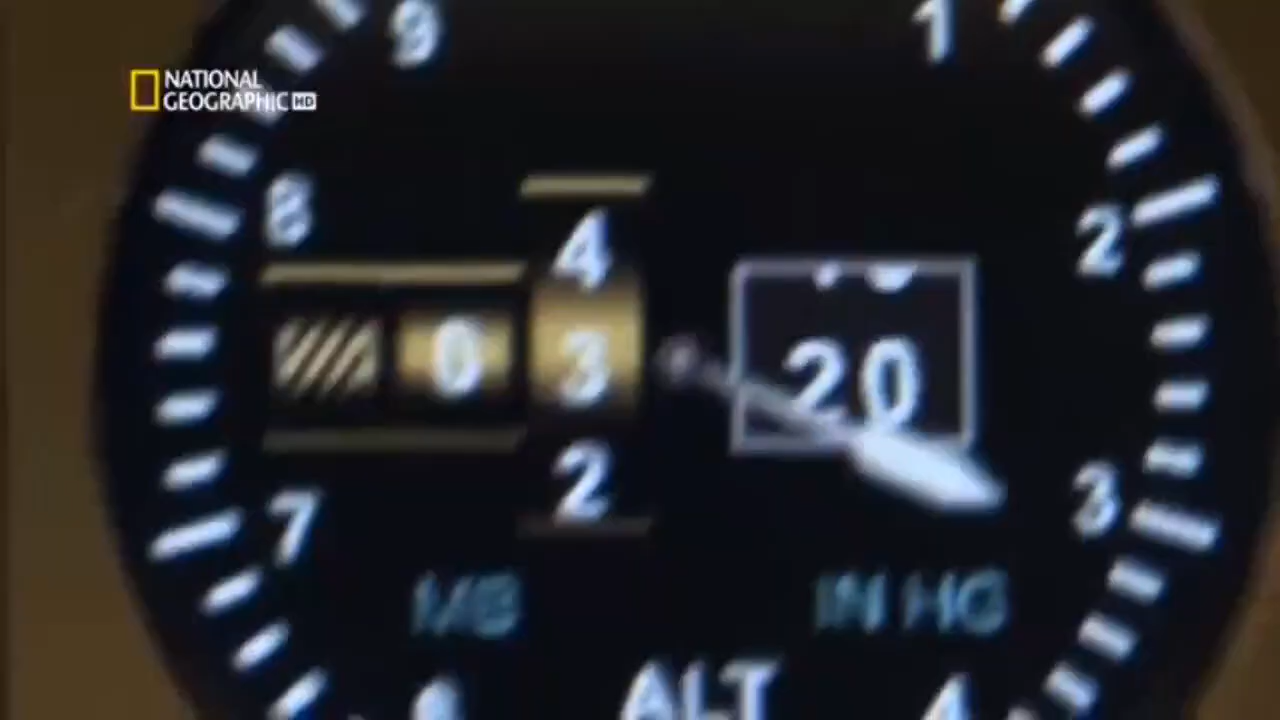 9 1
NATIONAL
GEOGRAPHIC HD
8 4 2
0 3 20
7 2 3
MB IN HG
6 ALT 4